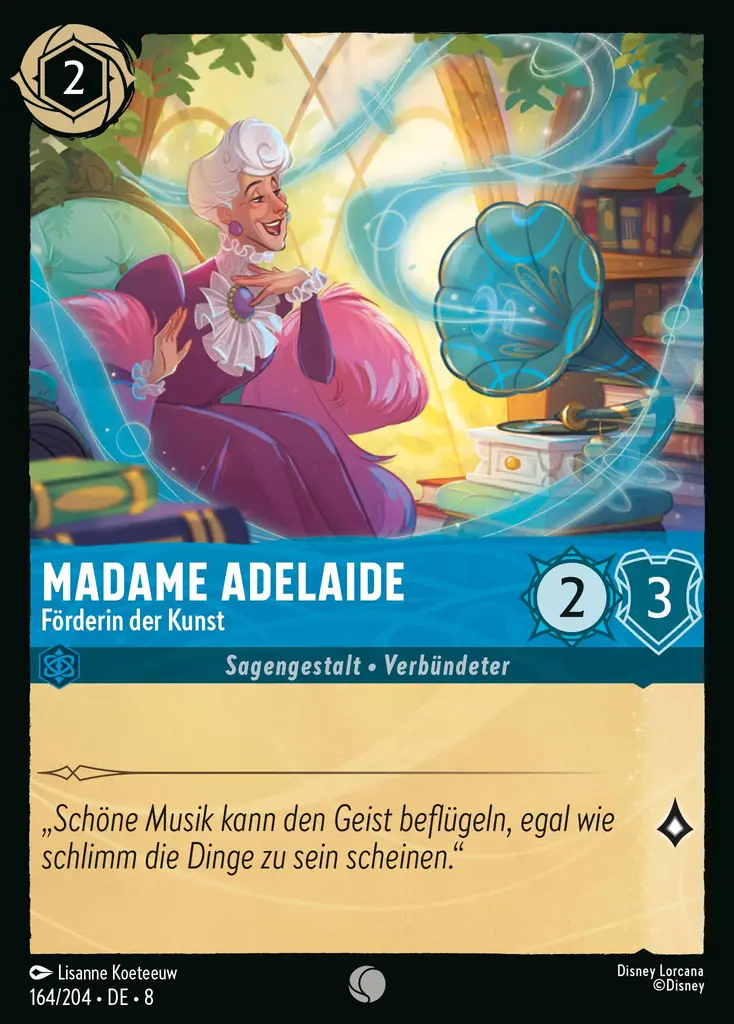 2
MADAME ADELAIDE
Förderin der Kunst
2
3
Sagengestalt • Verbündeter
„Schöne Musik kann den Geist beflügeln, egal wie
schlimm die Dinge zu sein scheinen.“
Lisanne Koeteeuw
164/204 • DE • 8
Disney Lorcana
©Disney